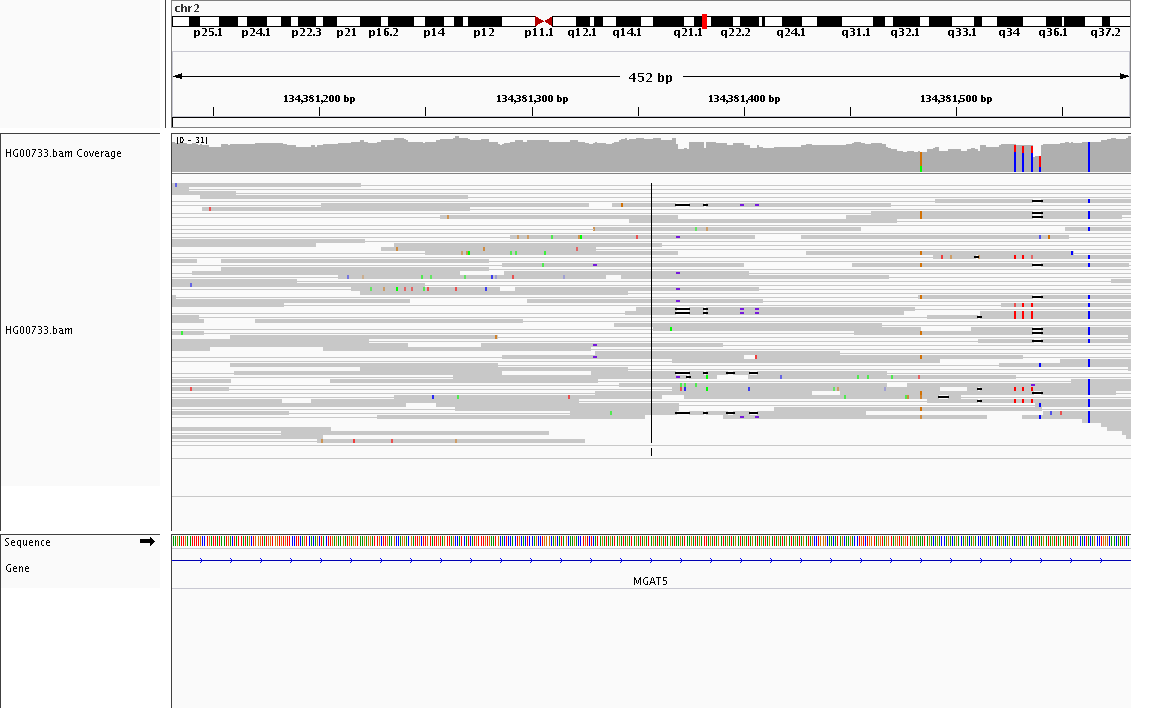 chr2
p25.1 p24.1 p22.3 p21 p16.2 p14 p12 p11.1 q12.1 q14.1 q21.1 q22.2 q24.1 q31.1 q32.1 q33.1 q34 q36.1 q37.2
452 bp
134,381,200 bp 134,381,300 bp 134,381,400 bp 134,381,500 bp
HG00733.bam Coverage
[0 - 31]
HG00733.bam
Sequence
Gene
MGAT5